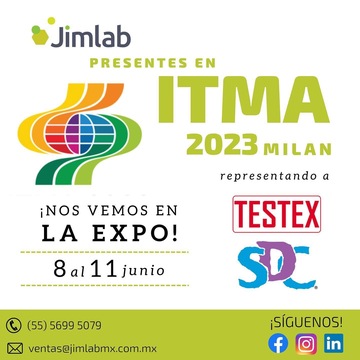 Jimlab
PRESENTES EN
ITMA
2023 MILAN
representando a
TESTEX
SDC
¡NOS VEMOS EN
LA EXPO!
8 al 11 junio
(55) 5699 5079
ventas@jimlabmx.com.mx
¡SÍGUENOS!